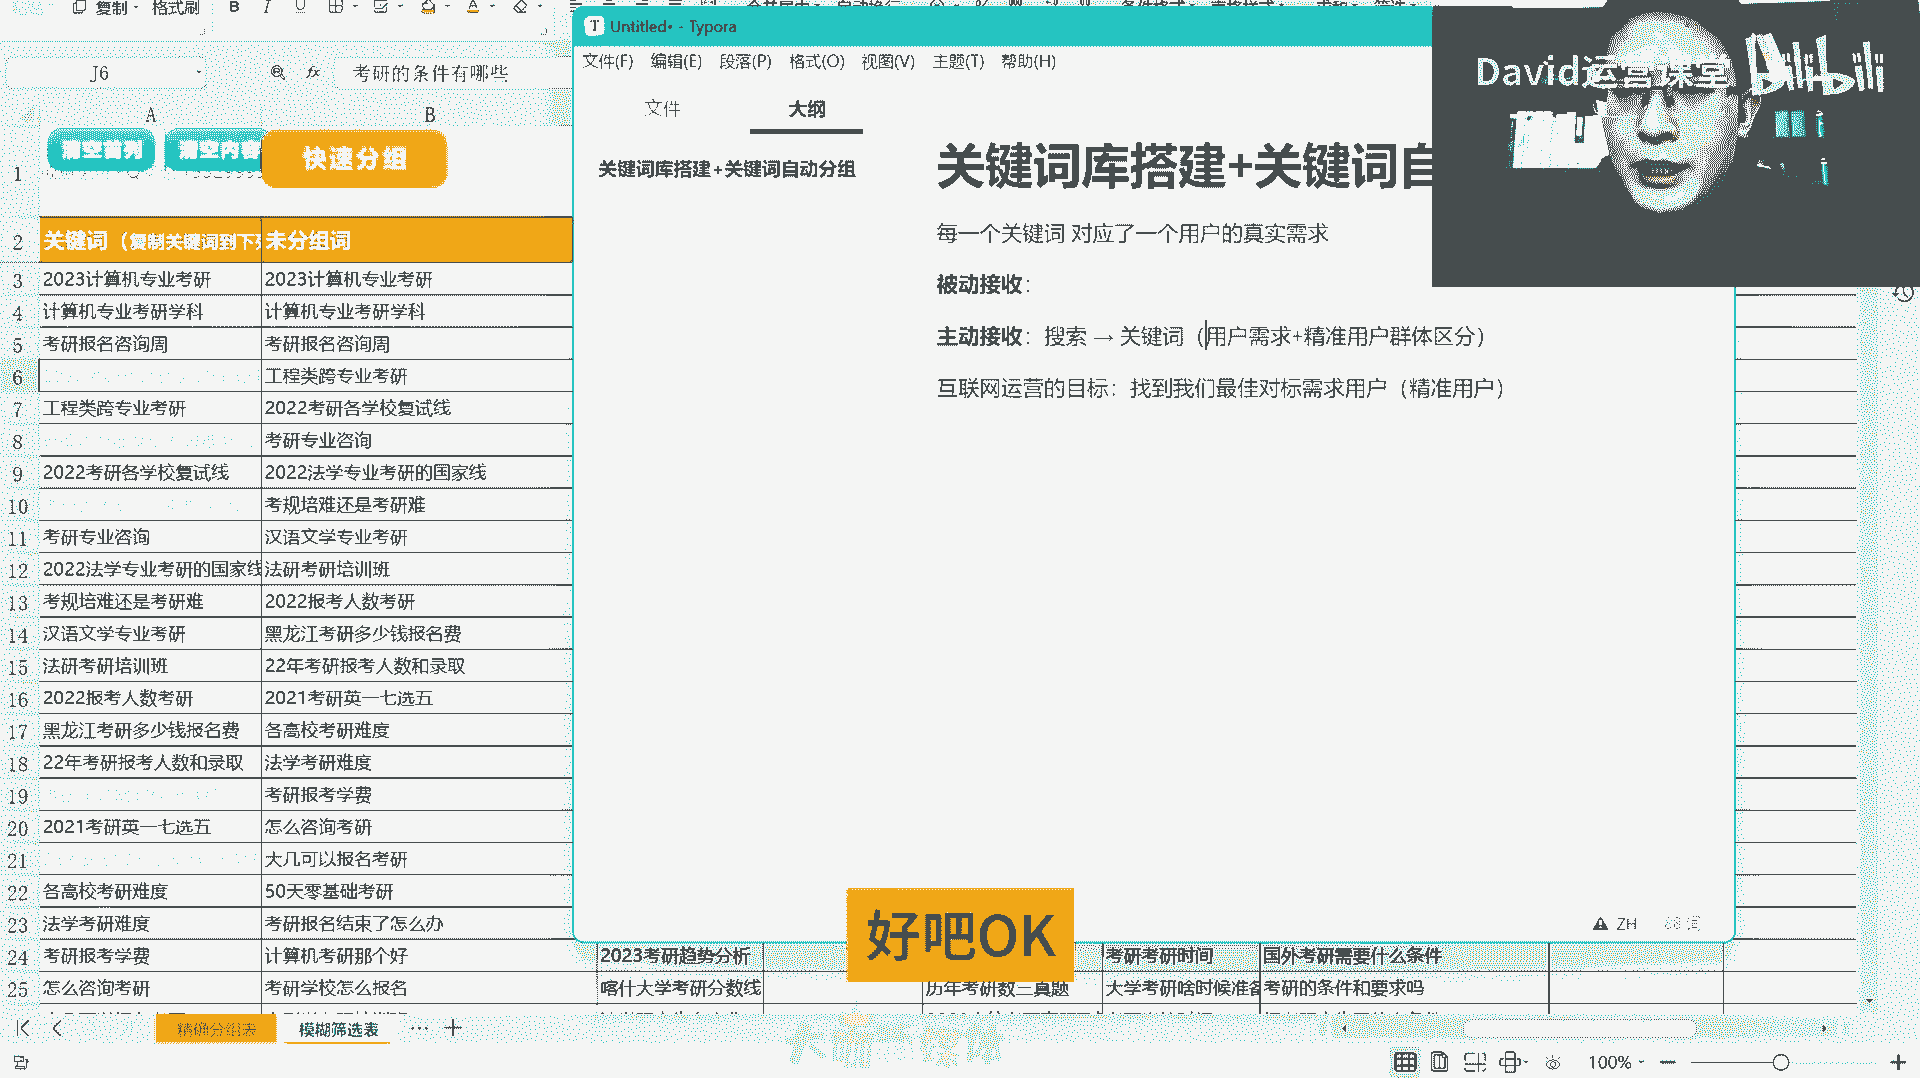 复制 格式刷 B I U
Untitled• - Typora
J6 fx 考研的条件有哪些
文件(F) 编辑(E) 段落(P) 格式(O) 视图(V) 主题(T) 帮助(H)
David运营课堂 bilibili
文件 大纲
A B
清空首列 清空内容 快速分组
1
关键词库搭建+关键词自动分组
关键词库搭建+关键词自
每一个关键词 对应了一个用户的真实需求
被动接收：
主动接收：搜索 → 关键词（用户需求+精准用户群体区分）
互联网运营的目标：找到我们最佳对标需求用户（精准用户）
2 关键词（复制关键词到下 未分组词
3 2023计算机专业考研 2023计算机专业考研
4 计算机专业考研学科 计算机专业考研学科
5 考研报名咨询周 考研报名咨询周
6 工程类跨专业考研
7 工程类跨专业考研 2022考研各学校复试线
8 考研专业咨询
9 2022考研各学校复试线 2022法学专业考研的国家线
10 考规培难还是考研难
11 考研专业咨询 汉语文学专业考研
12 2022法学专业考研的国家线 法研考研培训班
13 考规培难还是考研难 2022报考人数考研
14 汉语文学专业考研 黑龙江考研多少钱报名费
15 法研考研培训班 22年考研报考人数和录取
16 2022报考人数考研 2021考研英一七选五
17 黑龙江考研多少钱报名费 各高校考研难度
18 22年考研报考人数和录取 法学考研难度
19 考研报考学费
20 2021考研英一七选五 怎么咨询考研
21 大几可以报名考研
22 各高校考研难度 50天零基础考研
23 法学考研难度 考研报名结束了怎么办
ZH
24 考研报考学费 计算机考研那个好 2023考研趋势分析 考研考研时间 国外考研需要什么条件
25 怎么咨询考研 考研学校怎么报名 喀什大学考研分数线 历年考研数三真题 大学考研啥时候准备 考研的条件和要求吗
好吧OK
精确分组表 模糊筛选表 ··· +
100% − +